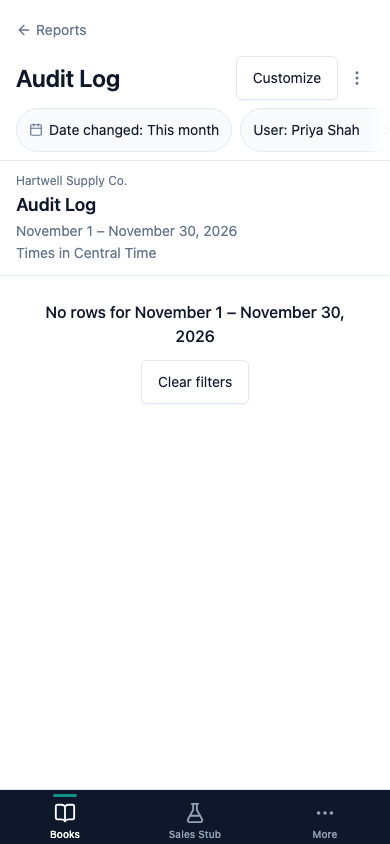 Reports
Audit Log
Customize
Date changed: This month
User: Priya Shah
Hartwell Supply Co.
Audit Log
November 1 – November 30, 2026
Times in Central Time
No rows for November 1 – November 30,
2026
Clear filters
Books
Sales Stub
More